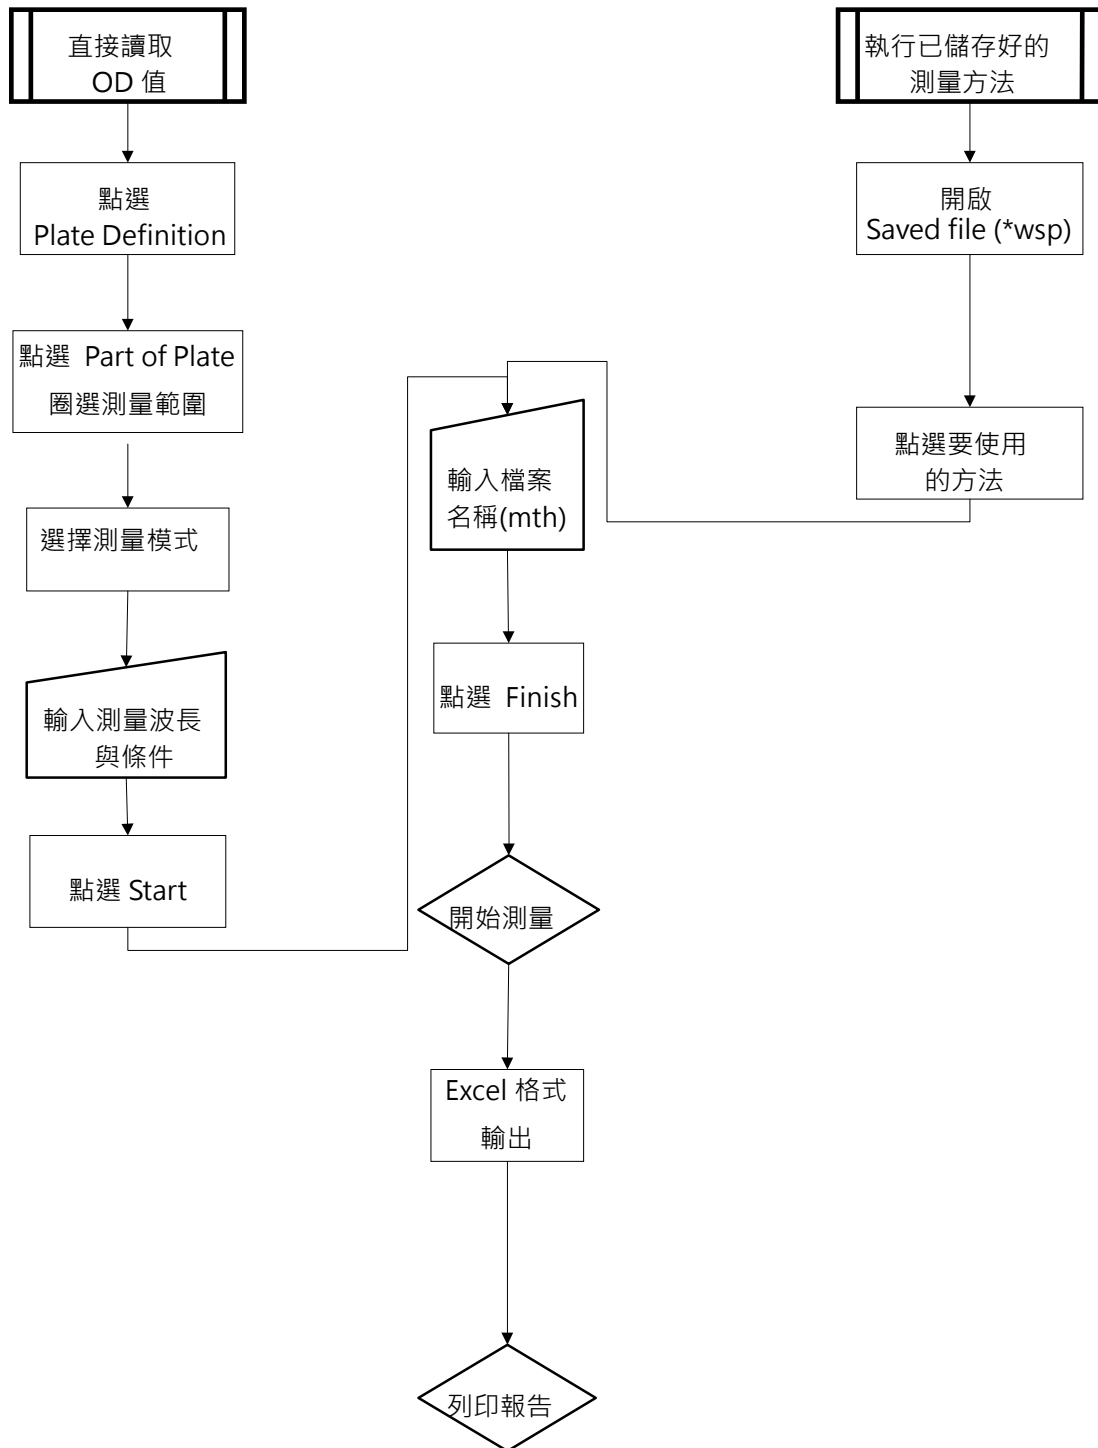 直接讀取
OD 值
點選
Plate Definition
點選 Part of Plate
圈選測量範圍
選擇測量模式
輸入測量波長
與條件
點選 Start
執行已儲存好的
測量方法
開啟
Saved file (*wsp)
點選要使用
的方法
輸入檔案
名稱(mth)
點選 Finish
開始測量
Excel 格式
輸出
列印報告